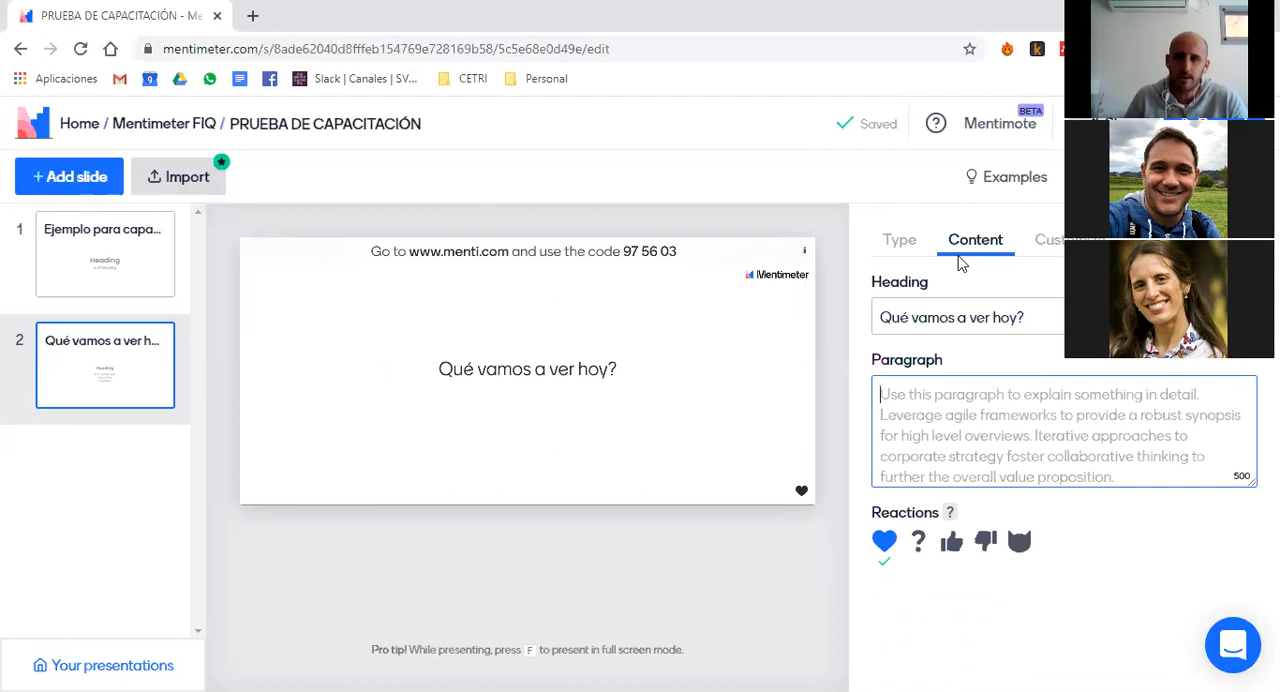 PRUEBA DE CAPACITACIÓN - Me
mentimeter.com/s/8ade62040d8fffeb154769e728169b58/5c5e68e0d49e/edit
Aplicaciones
Slack | Canales | SV...
CETRI
Personal
Home / Mentimeter FIQ / PRUEBA DE CAPACITACIÓN
Saved
?
Mentimote
BETA
+ Add slide
Import
Examples
1
Ejemplo para capa...
Heading
2
Qué vamos a ver h...
Heading
Go to www.menti.com and use the code 97 56 03
i
Mentimeter
Qué vamos a ver hoy?
Pro tip! While presenting, press F to present in full screen mode.
Type
Content
Heading
Qué vamos a ver hoy?
Paragraph
Use this paragraph to explain something in detail.
Leverage agile frameworks to provide a robust synopsis
for high level overviews. Iterative approaches to
corporate strategy foster collaborative thinking to
further the overall value proposition.
500
Reactions ?
?
Your presentations